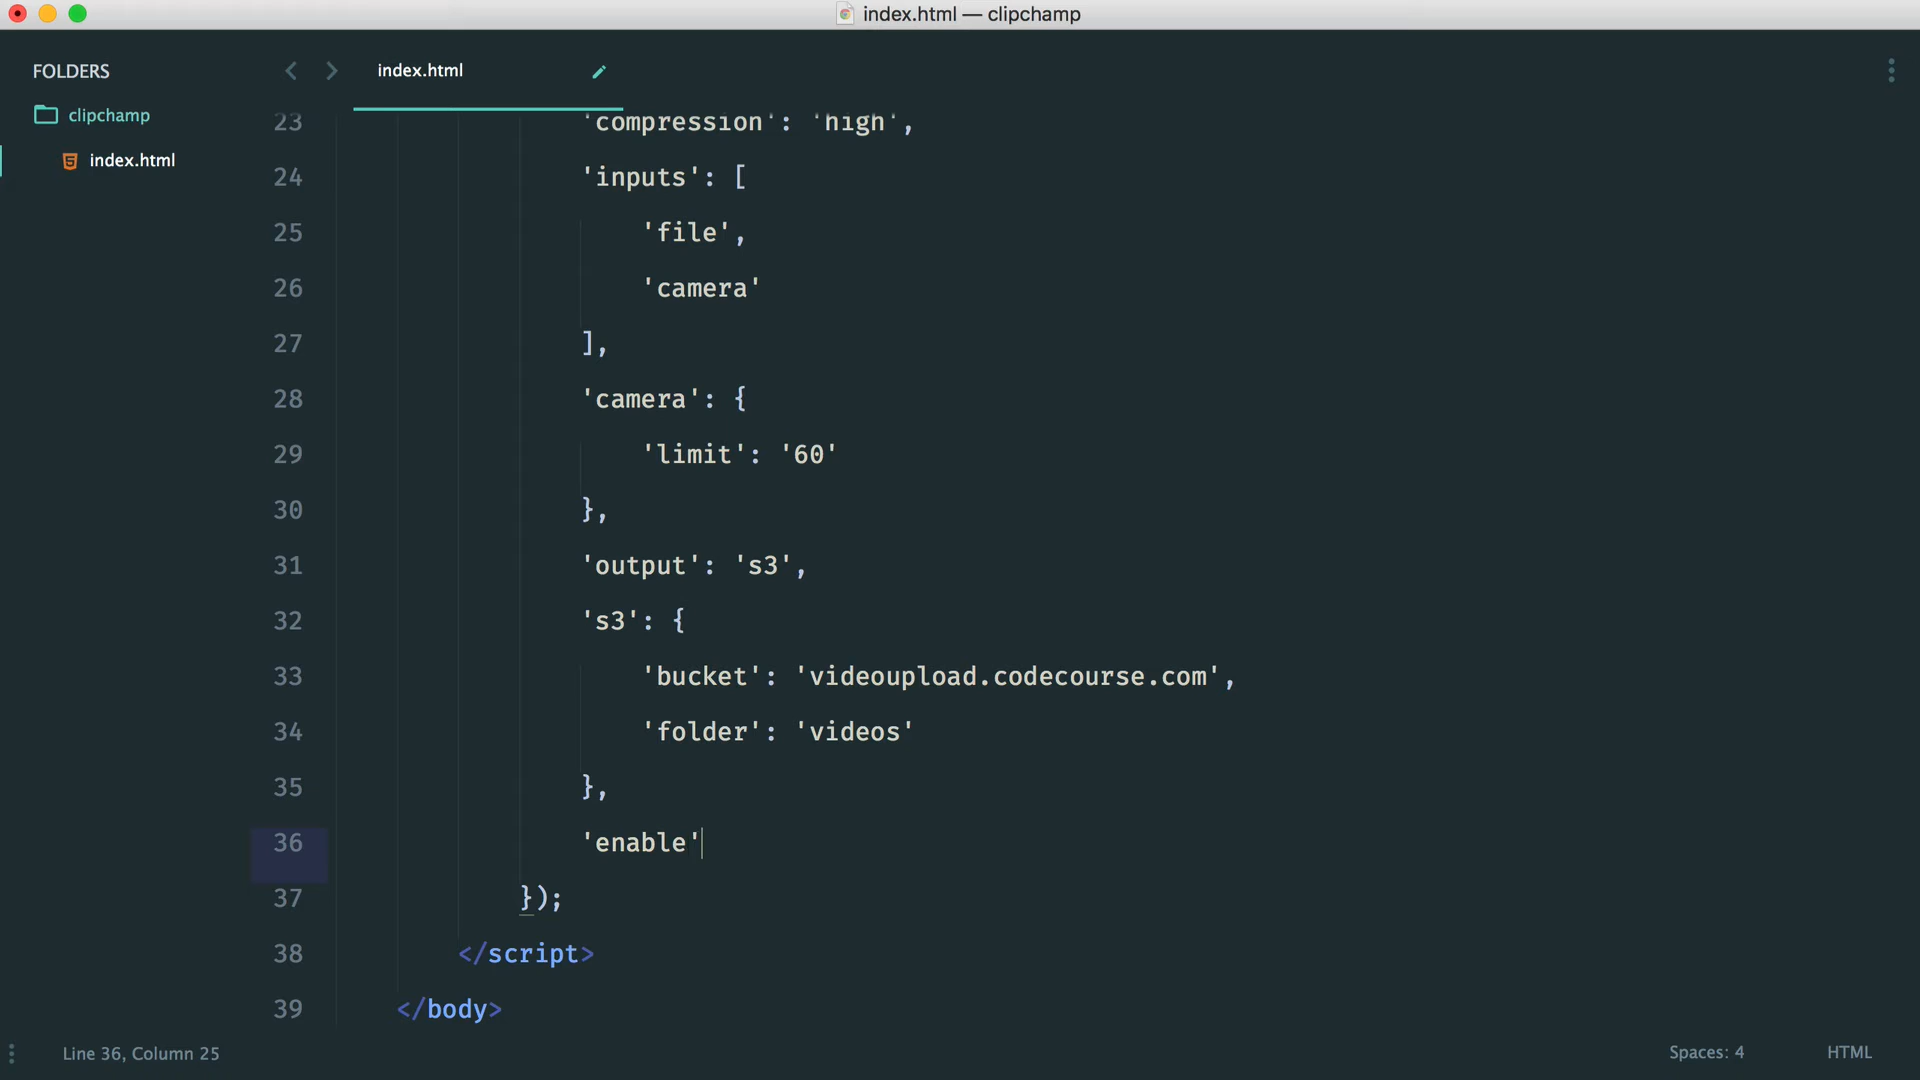 index.html — clipchamp
FOLDERS
clipchamp
index.html
index.html
23 'compression': 'high',
24 'inputs': [
25 'file',
26 'camera'
27 ],
28 'camera': {
29 'limit': '60'
30 },
31 'output': 's3',
32 's3': {
33 'bucket': 'videoupload.codecourse.com',
34 'folder': 'videos'
35 },
36 'enable'
37 });
38 </script>
39 </body>
Line 36, Column 25
Spaces: 4
HTML